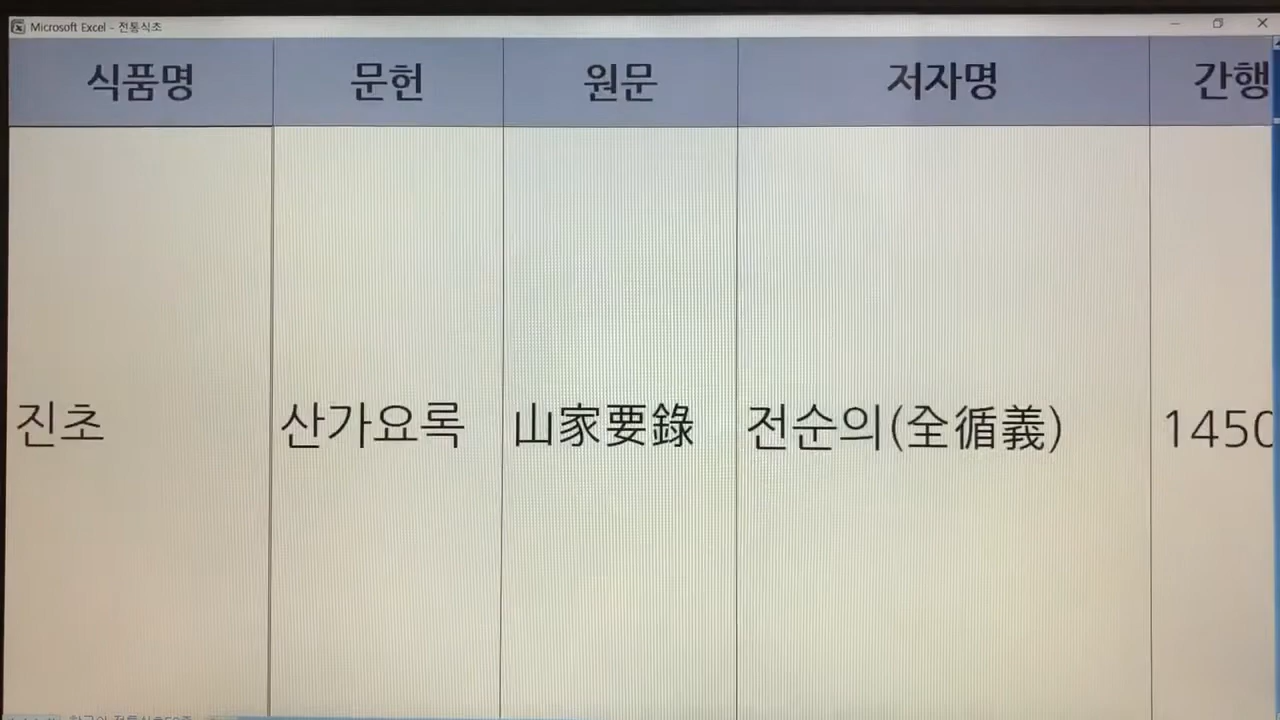 Microsoft Excel - 전통식초
식품명 문헌 원문 저자명 간행
진초 산가요록 山家要錄 전순의(全循義) 1450